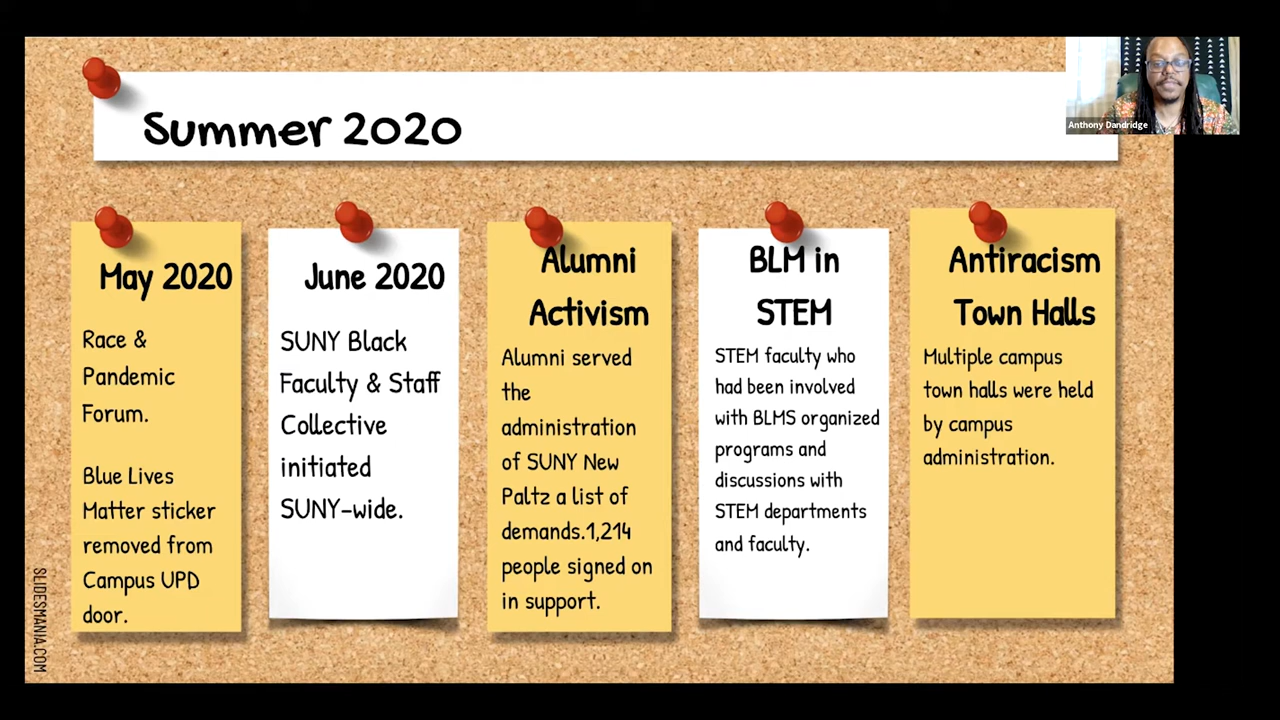 Summer 2020
Anthony Dandridge
May 2020
Race &
Pandemic
Forum.
Blue Lives
Matter sticker
removed from
Campus UPD
door.
June 2020
SUNY Black
Faculty & Staff
Collective
initiated
SUNY-wide.
Alumni
Activism
Alumni served
the
administration
of SUNY New
Paltz a list of
demands.1,214
people signed on
in support.
BLM in
STEM
STEM faculty who
had been involved
with BLMS organized
programs and
discussions with
STEM departments
and faculty.
Antiracism
Town Halls
Multiple campus
town halls were held
by campus
administration.
SLIDESMANIA.COM